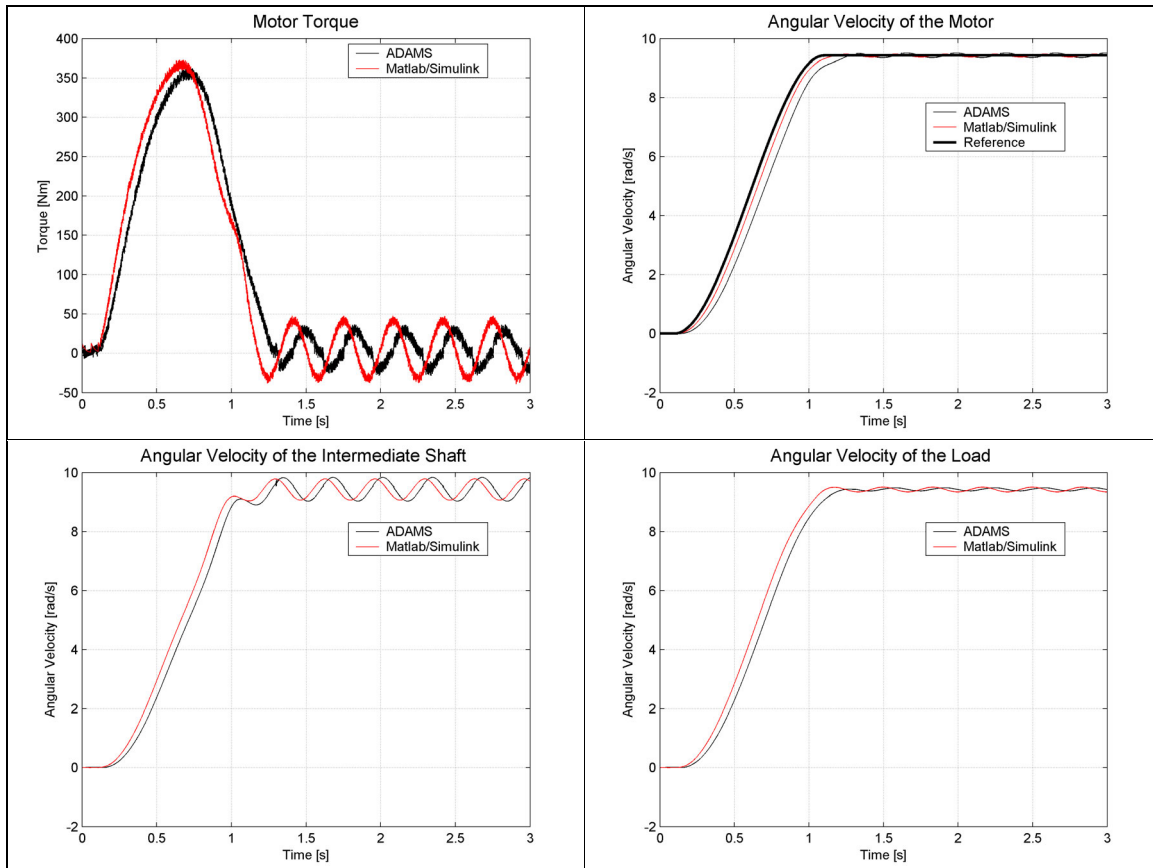 Motor Torque
400
350
300
250
200
150
100
50
0
-50
Torque [Nm]
ADAMS
Matlab/Simulink
0 0.5 1 1.5 2 2.5 3
Time [s]
Angular Velocity of the Motor
10
8
6
4
2
0
-2
Angular Velocity [rad/s]
ADAMS
Matlab/Simulink
Reference
0 0.5 1 1.5 2 2.5 3
Time [s]
Angular Velocity of the Intermediate Shaft
10
8
6
4
2
0
-2
Angular Velocity [rad/s]
ADAMS
Matlab/Simulink
0 0.5 1 1.5 2 2.5 3
Time [s]
Angular Velocity of the Load
10
8
6
4
2
0
-2
Angular Velocity [rad/s]
ADAMS
Matlab/Simulink
0 0.5 1 1.5 2 2.5 3
Time [s]